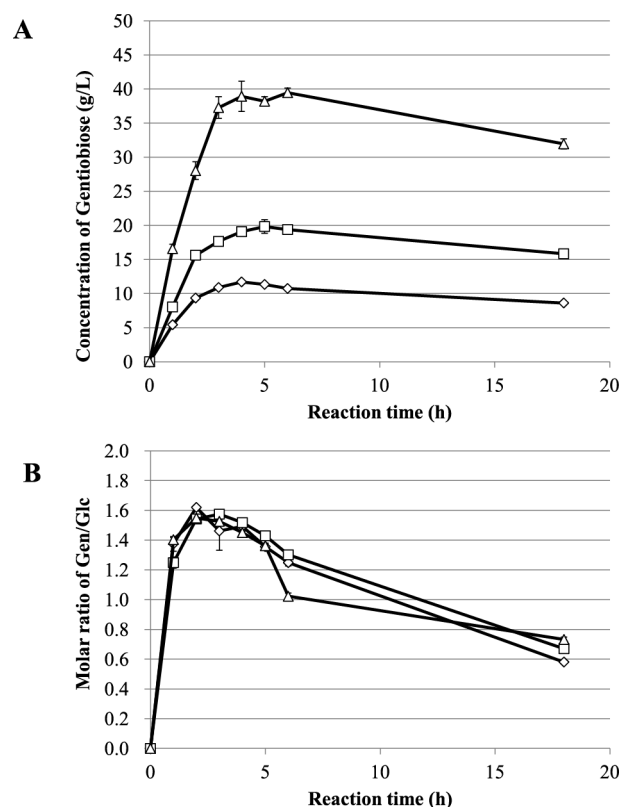 A
Concentration of Gentiobiose (g/L)
50
45
40
35
30
25
20
15
10
5
0
0 5 10 15 20
Reaction time (h)
B
Molar ratio of Gen/Glc
2.0
1.8
1.6
1.4
1.2
1.0
0.8
0.6
0.4
0.2
0.0
0 5 10 15 20
Reaction time (h)